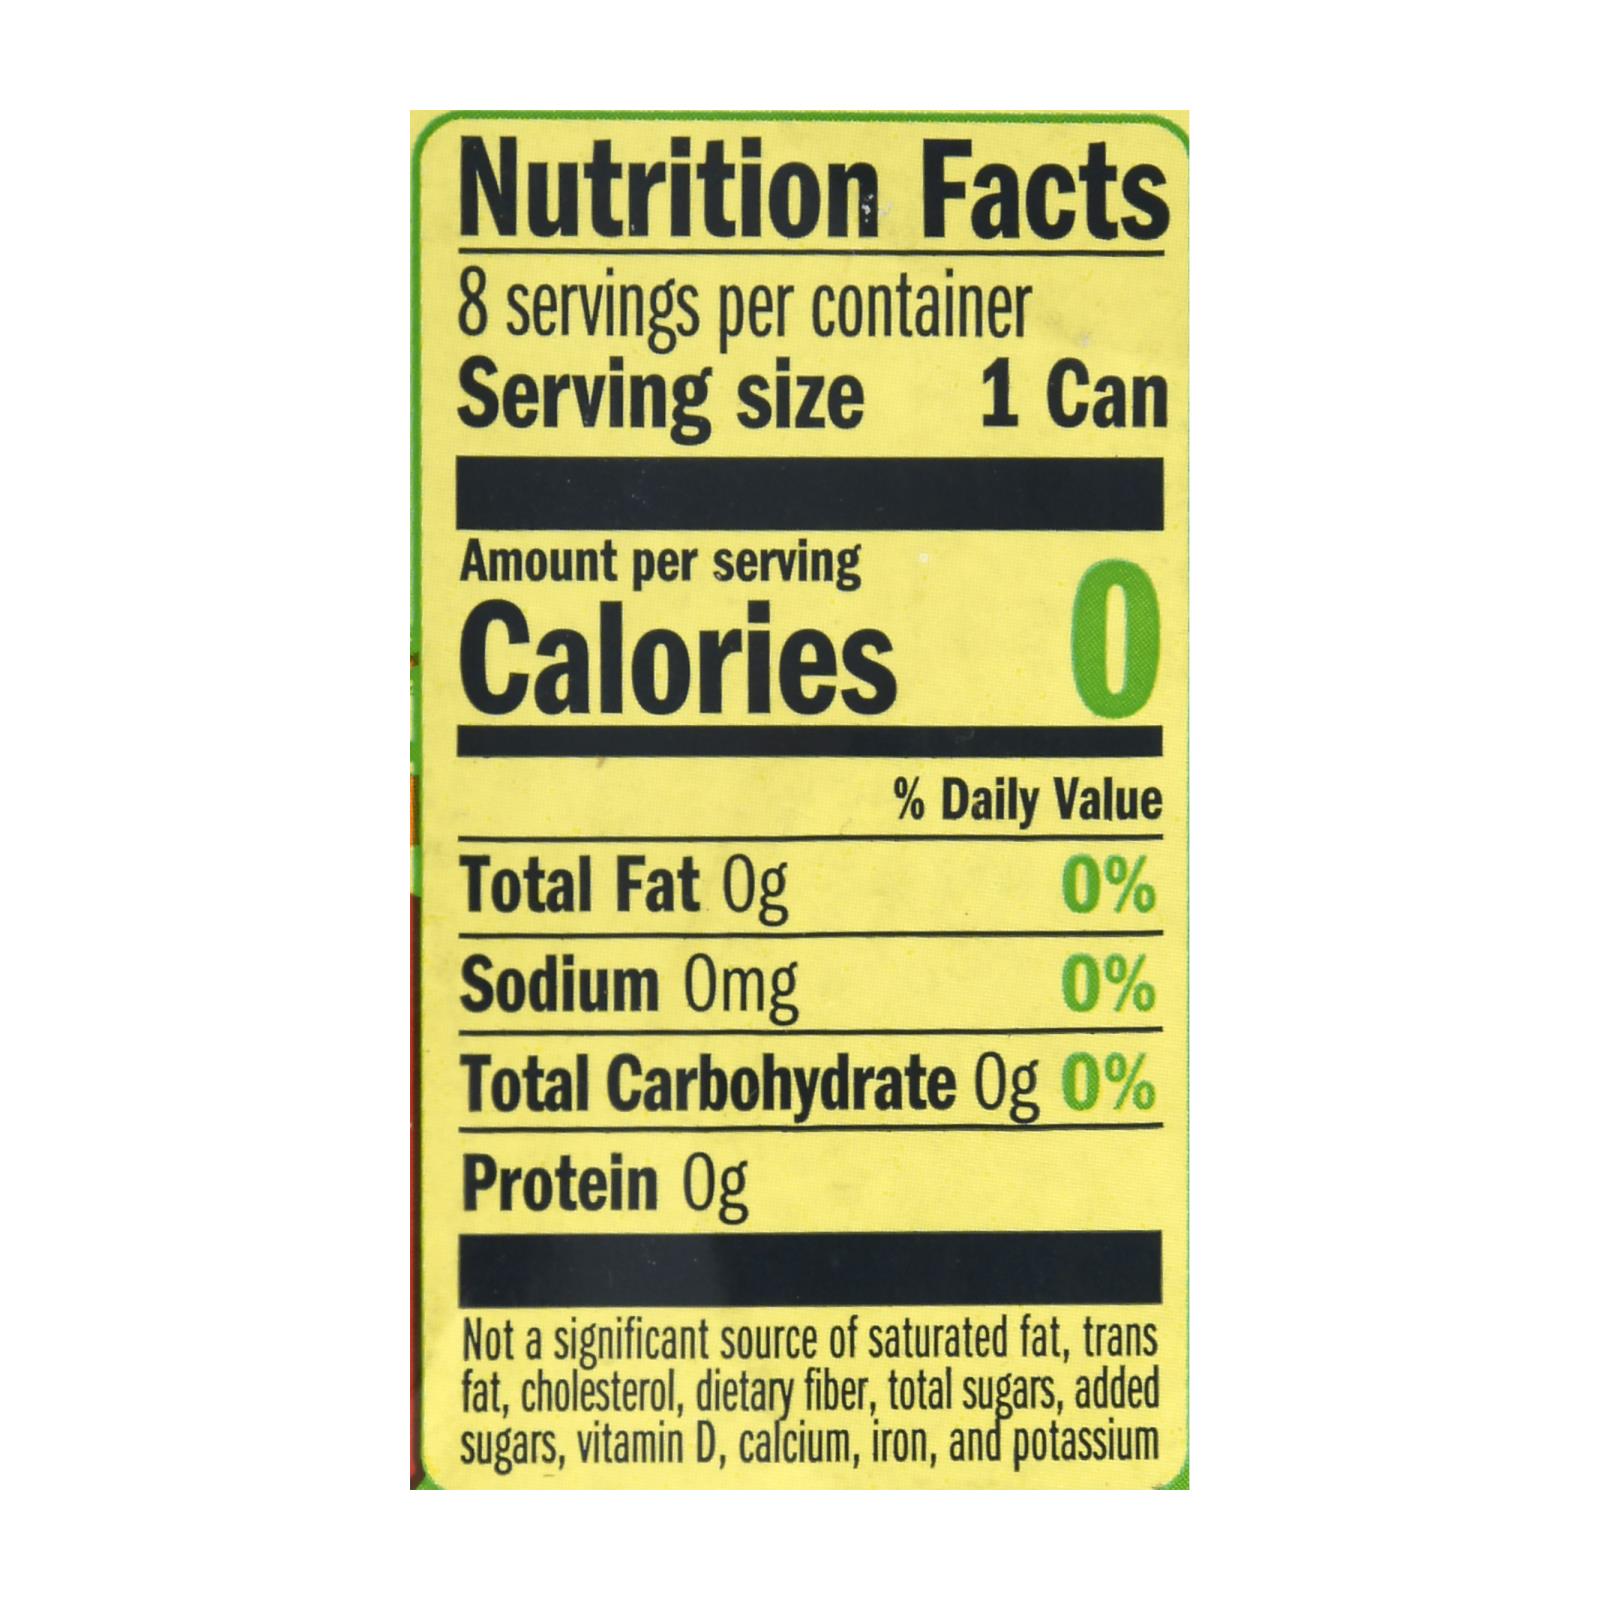 Nutrition Facts
8 servings per container
Serving size 1 Can
Amount per serving
Calories 0
% Daily Value
Total Fat 0g 0%
Sodium 0mg 0%
Total Carbohydrate 0g 0%
Protein 0g
Not a significant source of saturated fat, trans
fat, cholesterol, dietary fiber, total sugars, added
sugars, vitamin D, calcium, iron, and potassium